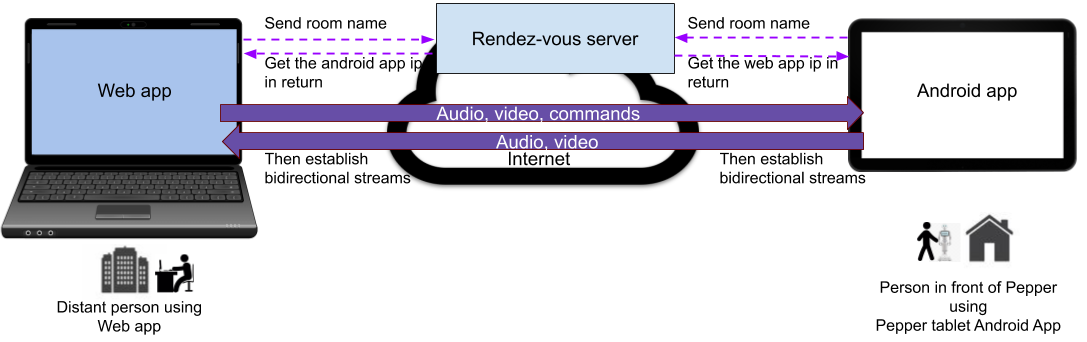 Send room name
Rendez-vous server
Send room name
Get the android app ip
in return
Get the web app ip in
return
Web app
Android app
Audio, video, commands
Audio, video
Internet
Then establish
bidirectional streams
Then establish
bidirectional streams
Distant person using
Web app
Person in front of Pepper
using
Pepper tablet Android App